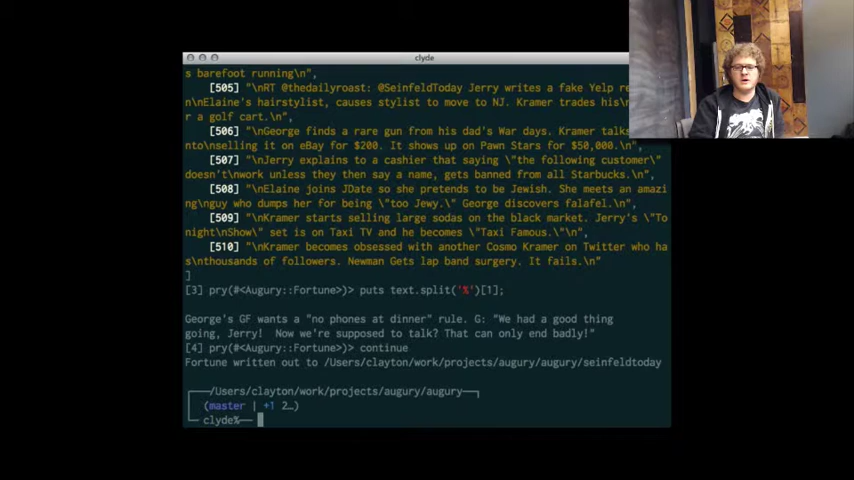 clyde
s barefoot running\n",
[505] "\nRT @thedailyroast: @SeinfeldToday Jerry writes a fake Yelp re
n\nElaine's hairstylist, causes stylist to move to NJ. Kramer trades his\n
r a golf cart.\n",
[506] "\nGeorge finds a rare gun from his dad's War days. Kramer talks
to\nselling it on eBay for $200. It shows up on Pawn Stars for $50,000.\n",
[507] "\nJerry explains to a cashier that saying \"the following customer\"
doesn't\nwork unless they then say a name, gets banned from all Starbucks.\n",
[508] "\nElaine joins JDate so she pretends to be Jewish. She meets an amazi
ng\nguy who dumps her for being \"too Jewy.\" George discovers falafel.\n",
[509] "\nKramer starts selling large sodas on the black market. Jerry's \"To
night\nShow\" set is on Taxi TV and he becomes \"Taxi Famous.\"\n",
[510] "\nKramer becomes obsessed with another Cosmo Kramer on Twitter who ha
s\nthousands of followers. Newman Gets lap band surgery. It fails.\n"
]
[3] pry(#<Augury::Fortune>)> puts text.split('%')[1];
George's GF wants a "no phones at dinner" rule. G: "We had a good thing
going, Jerry!  Now we're supposed to talk? That can only end badly!"
[4] pry(#<Augury::Fortune>)> continue
Fortune written out to /Users/clayton/work/projects/augury/augury/seinfeldtoday
/Users/clayton/work/projects/augury/augury
(master | +1 2…)
clyde%